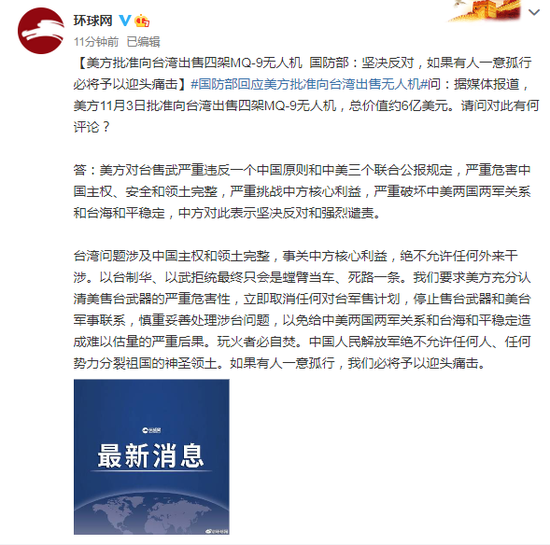 环球网
11分钟前 已编辑
【美方批准向台湾出售四架MQ-9无人机 国防部：坚决反对，如果有人一意孤行
必将予以迎头痛击】#国防部回应美方批准向台湾出售无人机#问：据媒体报道，
美方11月3日批准向台湾出售四架MQ-9无人机，总价值约6亿美元。请问对此有何
评论？
答：美方对台售武严重违反一个中国原则和中美三个联合公报规定，严重危害中
国主权、安全和领土完整，严重挑战中方核心利益，严重破坏中美两国两军关系
和台海和平稳定，中方对此表示坚决反对和强烈谴责。
台湾问题涉及中国主权和领土完整，事关中方核心利益，绝不允许任何外来干
涉。以台制华、以武拒统最终只会是螳臂当车、死路一条。我们要求美方充分认
清美售台武器的严重危害性，立即取消任何对台军售计划，停止售台武器和美台
军事联系，慎重妥善处理涉台问题，以免给中美两国两军关系和台海和平稳定造
成难以估量的严重后果。玩火者必自焚。中国人民解放军绝不允许任何人、任何
势力分裂祖国的神圣领土。如果有人一意孤行，我们必将予以迎头痛击。
环球网
最新消息